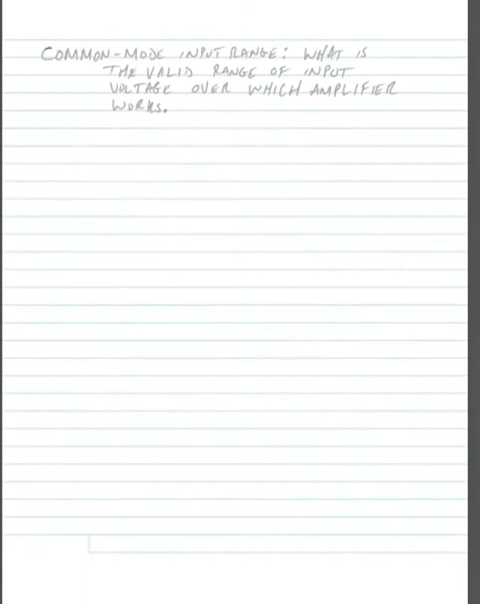 COMMON-MODE INPUT RANGE: WHAT IS
THE VALID RANGE OF INPUT
VOLTAGE OVER WHICH AMPLIFIER
WORKS.